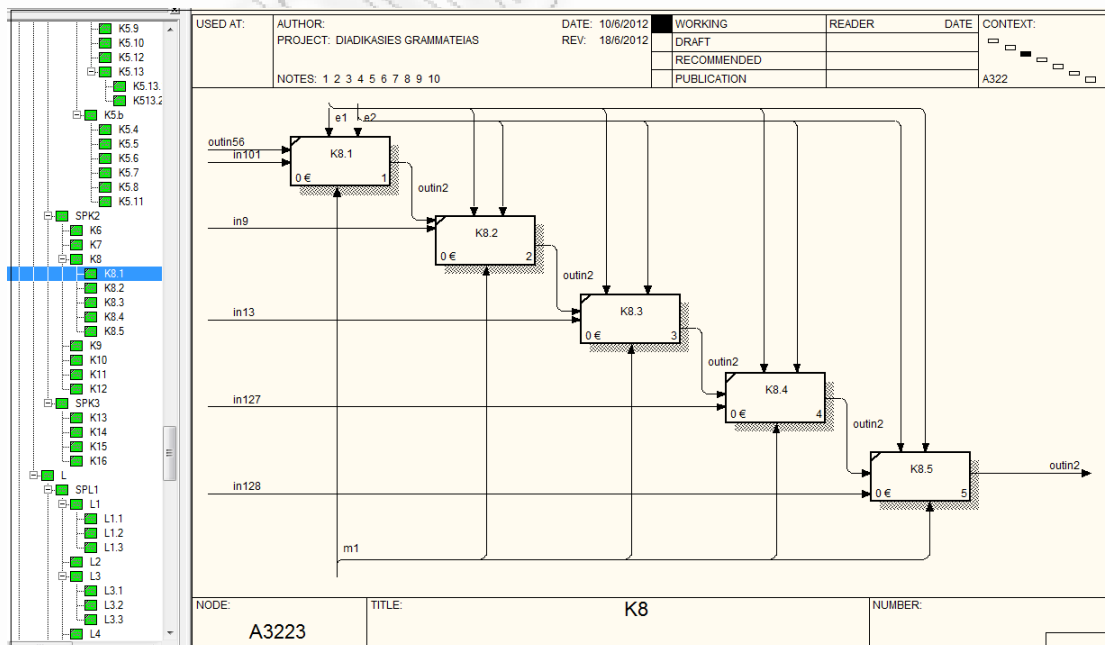 K5.9
K5.10
K5.12
K5.13
K5.13.
K513.2
K5.b
K5.4
K5.5
K5.6
K5.7
K5.8
K5.11
SPK2
K6
K7
K8
K8.1
K8.2
K8.3
K8.4
K8.5
K9
K10
K11
K12
SPK3
K13
K14
K15
K16
L
SPL1
L1
L1.1
L1.2
L1.3
L2
L3
L3.1
L3.2
L3.3
L4
USED AT:
AUTHOR:
DATE: 10/6/2012
PROJECT: DIADIKASIES GRAMMATEIAS
REV: 18/6/2012
NOTES: 1 2 3 4 5 6 7 8 9 10
WORKING
DRAFT
RECOMMENDED
PUBLICATION
READER
DATE
CONTEXT:
A322
e1
e2
outin56
in101
K8.1
0 €
1
outin2
in9
K8.2
0 €
2
outin2
in13
K8.3
0 €
3
outin2
in127
K8.4
0 €
4
outin2
in128
K8.5
0 €
5
outin2
m1
NODE:
A3223
TITLE:
K8
NUMBER: